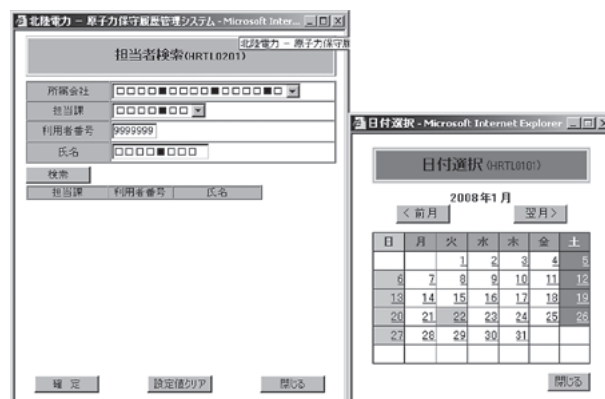 北陸電力 － 原子力保守履歴管理システム - Microsoft Inter...
北陸電力 － 原子力保守履
担当者検索(HRTL0201)
所属会社 □□□□■□□□□■□□□□■□
担当課 □□□□■□□
利用者番号 9999999
氏名 □□□□■□□□
検索
担当課 利用者番号 氏名
確 定 設定値クリア 閉じる
日付選択 - Microsoft Internet Explorer
日付選択 (HRTL0101)
2008年1月
＜前月 翌月＞
日 月 火 水 木 金 土
1 2 3 4 5
6 7 8 9 10 11 12
13 14 15 16 17 18 19
20 21 22 23 24 25 26
27 28 29 30 31
閉じる